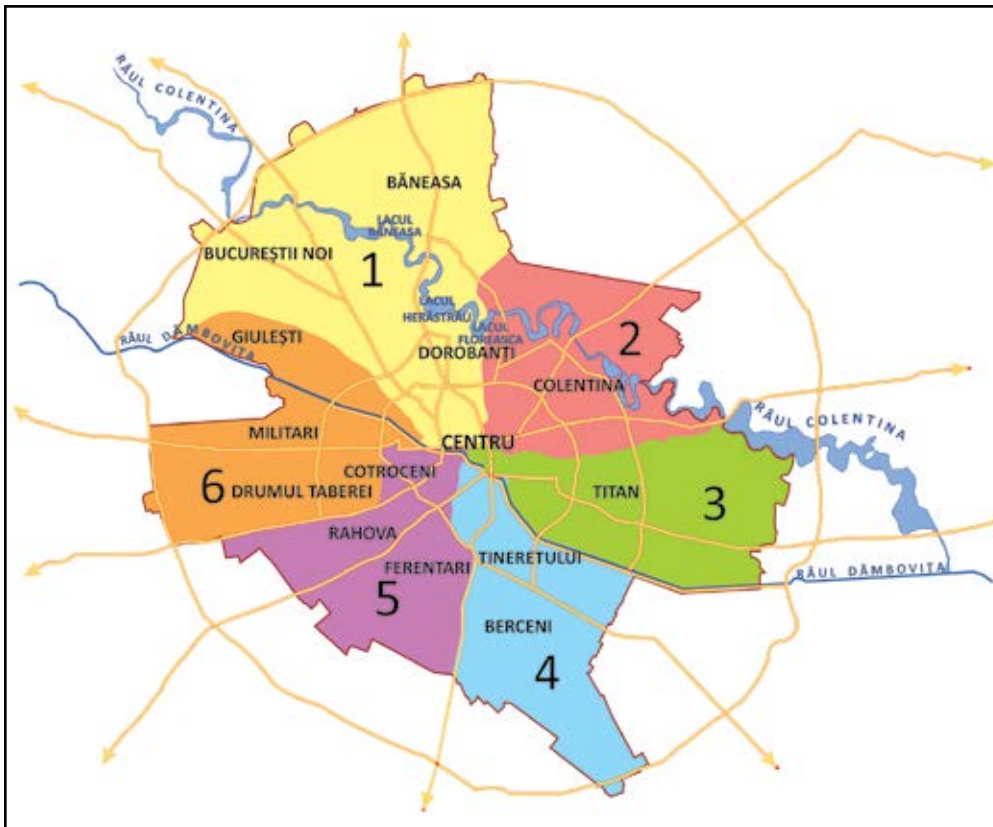 RÂUL COLENTINA
BĂNEASA
LACUL
BĂNEASA
BUCUREȘTII NOI
1
LACUL
HERĂSTRĂU
LACUL
FLOREASCA
GIULEȘTI
RÂUL DÂMBOVIȚA
DOROBANȚI
2
COLENTINA
RÂUL COLENTINA
MILITARI
CENTRU
COTROCENI
6
DRUMUL TABEREI
TITAN
3
RAHOVA
FERENTARI
TINERETULUI
RÂUL DÂMBOVIȚA
5
BERCENI
4